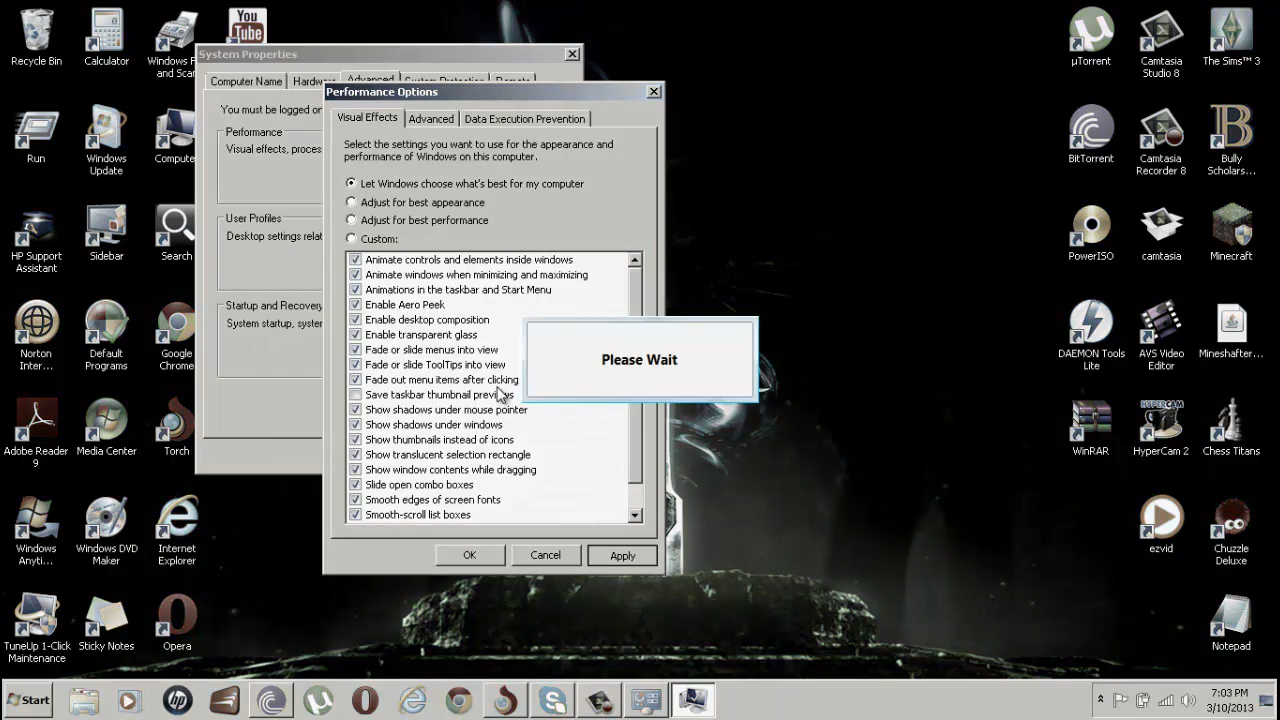 Recycle Bin
Calculator
Windows F
and Scan
You
Tube
µTorrent
Camtasia
Studio 8
The Sims™ 3
Run
Windows
Update
Compute
BitTorrent
Camtasia
Recorder 8
Bully
Scholars...
HP Support
Assistant
Sidebar
Search
PowerISO
camtasia
Minecraft
Norton
Inter...
Default
Programs
Google
Chrome
DAEMON Tools
Lite
AVS Video
Editor
Mineshafter...
Adobe Reader
9
Media Center
Torch
WinRAR
HyperCam 2
Chess Titans
Windows
Anyti...
Windows DVD
Maker
Internet
Explorer
ezvid
Chuzzle
Deluxe
TuneUp 1-Click
Maintenance
Sticky Notes
Opera
Notepad
System Properties
Computer Name
Hardware
Advanced
System Protection
Remote
You must be logged on
Performance
Visual effects, proces
User Profiles
Desktop settings relat
Startup and Recovery
System startup, system
Performance Options
Visual Effects
Advanced
Data Execution Prevention
Select the settings you want to use for the appearance and
performance of Windows on this computer.
Let Windows choose what's best for my computer
Adjust for best appearance
Adjust for best performance
Custom:
Animate controls and elements inside windows
Animate windows when minimizing and maximizing
Animations in the taskbar and Start Menu
Enable Aero Peek
Enable desktop composition
Enable transparent glass
Fade or slide menus into view
Fade or slide ToolTips into view
Fade out menu items after clicking
Save taskbar thumbnail previews
Show shadows under mouse pointer
Show shadows under windows
Show thumbnails instead of icons
Show translucent selection rectangle
Show window contents while dragging
Slide open combo boxes
Smooth edges of screen fonts
Smooth-scroll list boxes
OK
Cancel
Apply
Please Wait
Start
7:03 PM
3/10/2013